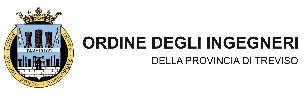 ORDINE DEGLI INGEGNERI
DELLA PROVINCIA DI TREVISO